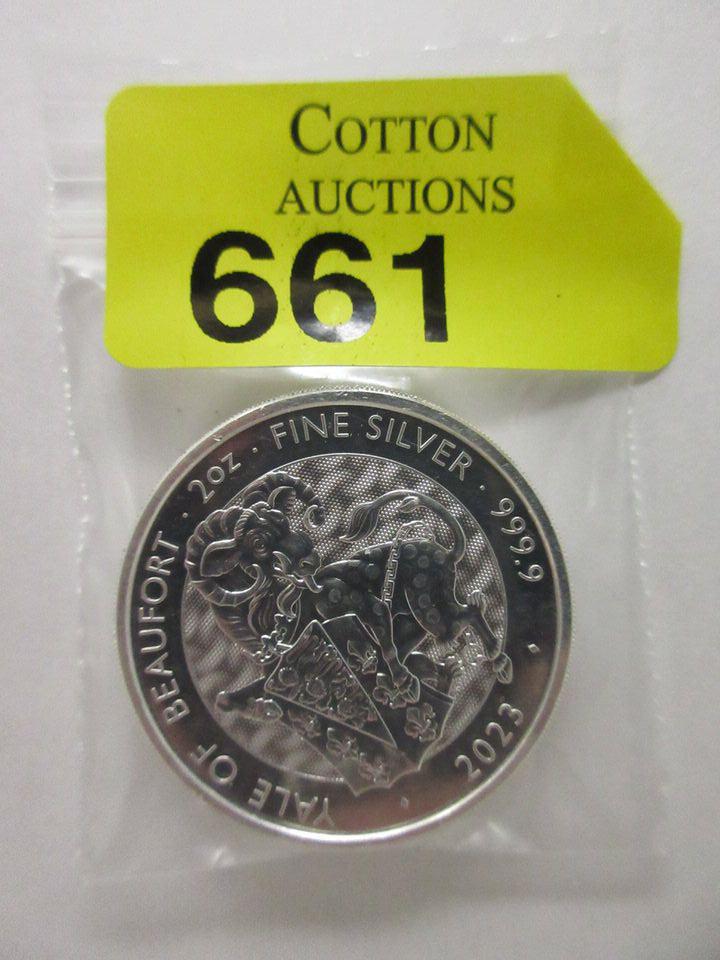 COTTON
AUCTIONS
661
YALE OF BEAUFORT · 2oz · FINE SILVER · 999.9 · 2023 ·